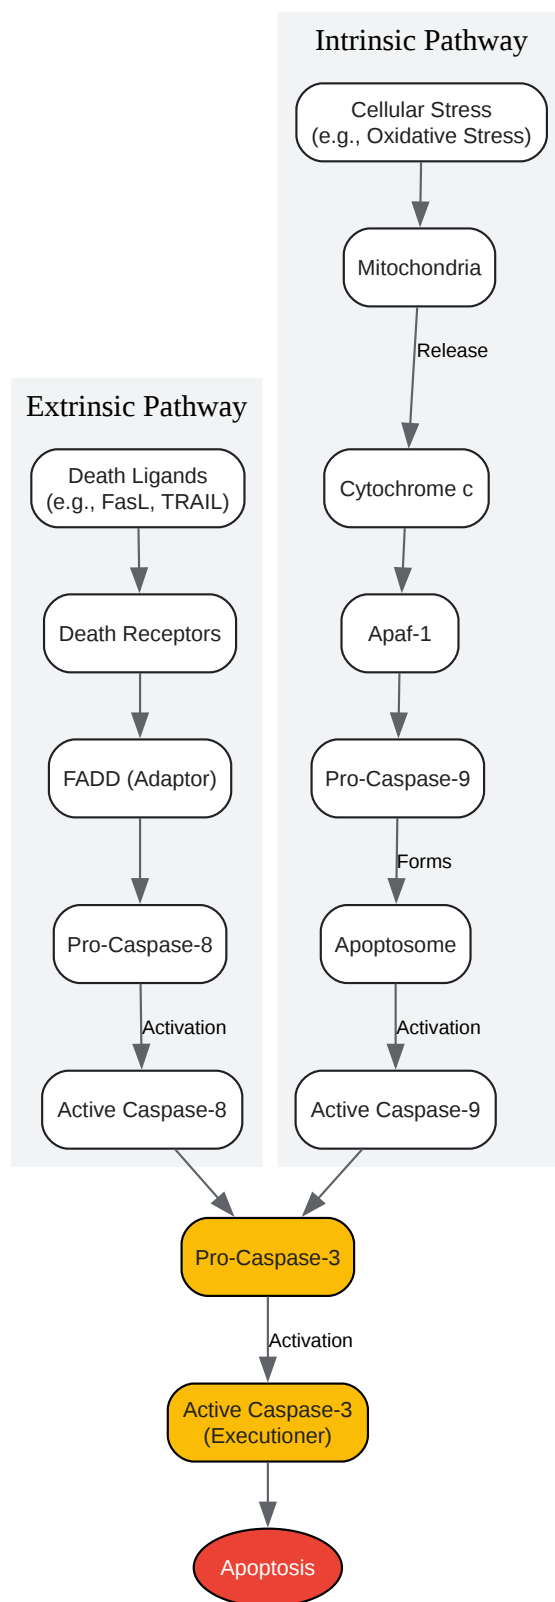 Intrinsic Pathway
Cellular Stress
(e.g., Oxidative Stress)
Mitochondria
Release
Cytochrome c
Apaf-1
Pro-Caspase-9
Forms
Apoptosome
Activation
Active Caspase-9
Extrinsic Pathway
Death Ligands
(e.g., FasL, TRAIL)
Death Receptors
FADD (Adaptor)
Pro-Caspase-8
Activation
Active Caspase-8
Pro-Caspase-3
Activation
Active Caspase-3
(Executioner)
Apoptosis